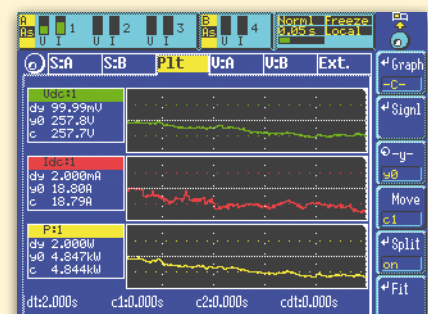 A As U I 1 U I 2 U I 3 B As U I 4 Norml Freeze
0.05s Local
S:A S:B Plt U:A U:B Ext.
Graph
-C-
Signl
-y-
y0
Move
c1
Split
on
Fit
Udc:1
dy 99.99mV
y0 257.8V
c 257.7V
Idc:1
dy 2.000mA
y0 18.80A
c 18.79A
P:1
dy 2.000W
y0 4.847kW
c 4.844kW
dt:2.000s c1:0.000s c2:0.000s cdt:0.000s